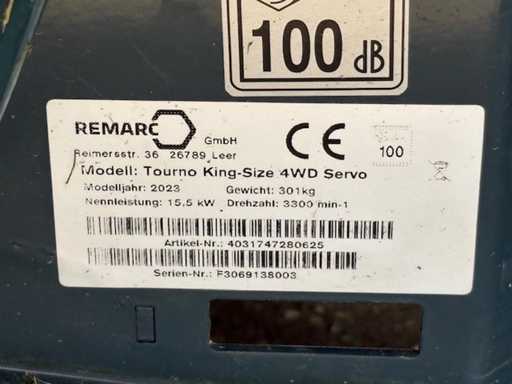 100 dB
REMARC GmbH
Reimersstr. 36 26789 Leer
CE
100
Modell: Tourno King-Size 4WD Servo
Modelljahr: 2023 Gewicht: 301kg
Nennleistung: 15,5 kW Drehzahl: 3300 min-1
Artikel-Nr.: 4031747280625
Serien-Nr.: F3069138003